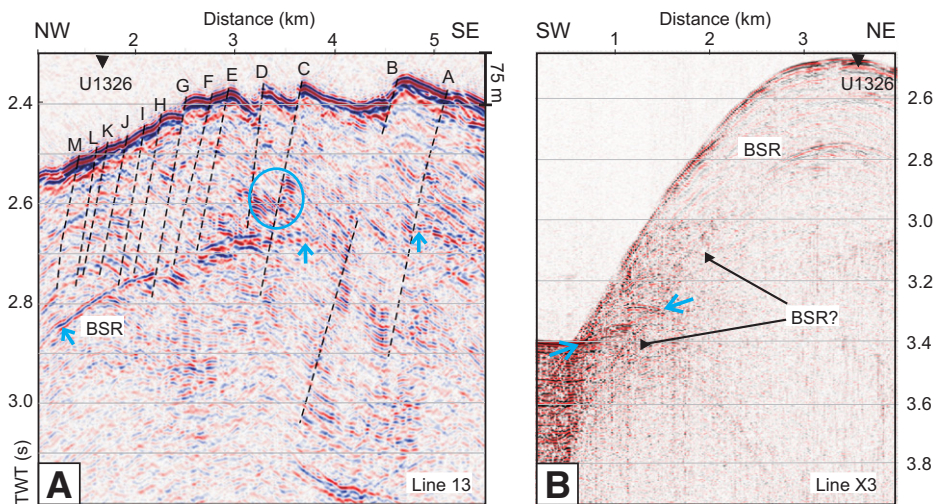 NW
Distance (km)
SE
1
2
3
4
5
U1326
75 m
M
L
K
J
I
H
G
F
E
D
C
B
A
2.4
2.6
2.8
3.0
TWT (s)
BSR
A
Line 13
SW
Distance (km)
NE
1
2
3
U1326
BSR
BSR?
2.6
2.8
3.0
3.2
3.4
3.6
3.8
B
Line X3